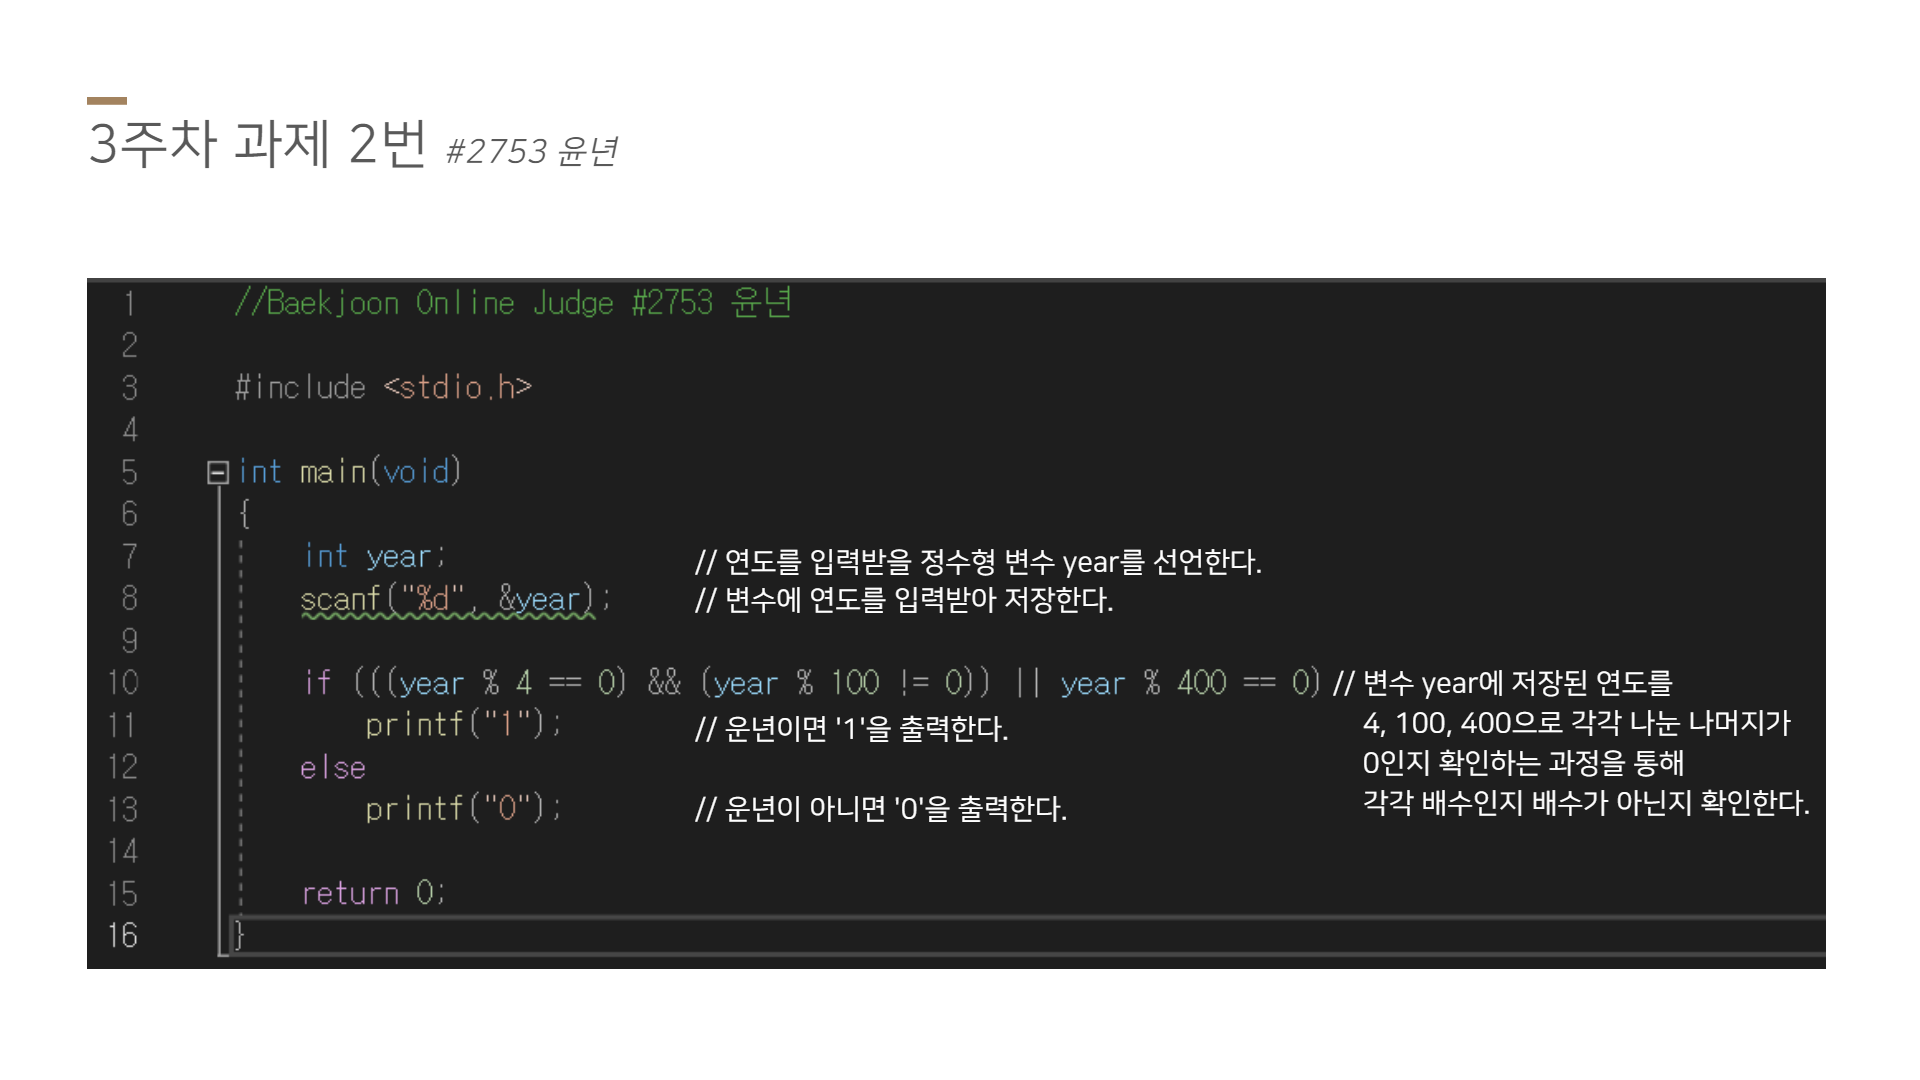 3주차 과제 2번 #2753 윤년
1 //Baekjoon Online Judge #2753 윤년
2
3 #include <stdio.h>
4
5 int main(void)
6 {
7 int year; // 연도를 입력받을 정수형 변수 year를 선언한다.
8 scanf("%d", &year); // 변수에 연도를 입력받아 저장한다.
9
10 if (((year % 4 == 0) && (year % 100 != 0)) || year % 400 == 0) // 변수 year에 저장된 연도를
11 printf("1"); // 운년이면 '1'을 출력한다. 4, 100, 400으로 각각 나눈 나머지가
12 else 0인지 확인하는 과정을 통해
13 printf("0"); // 운년이 아니면 '0'을 출력한다. 각각 배수인지 배수가 아닌지 확인한다.
14
15 return 0;
16 }